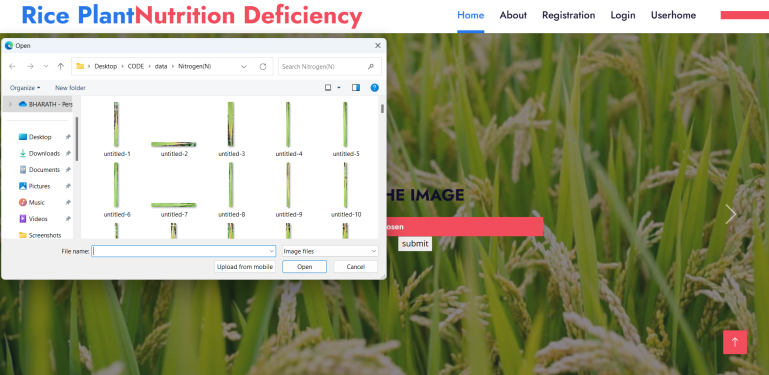 Rice PlantNutrition Deficiency
Home About Registration Login Userhome
Open
Desktop › CODE › data › Nitrogen(N)
Search Nitrogen(N)
Organize
New folder
BHARATH - Pers
Desktop
Downloads
Documents
Pictures
Music
Videos
Screenshots
untitled-1 untitled-2 untitled-3 untitled-4 untitled-5
untitled-6 untitled-7 untitled-8 untitled-9 untitled-10
File name:
Image files
Upload from mobile
Open
Cancel
HE IMAGE
osen
submit